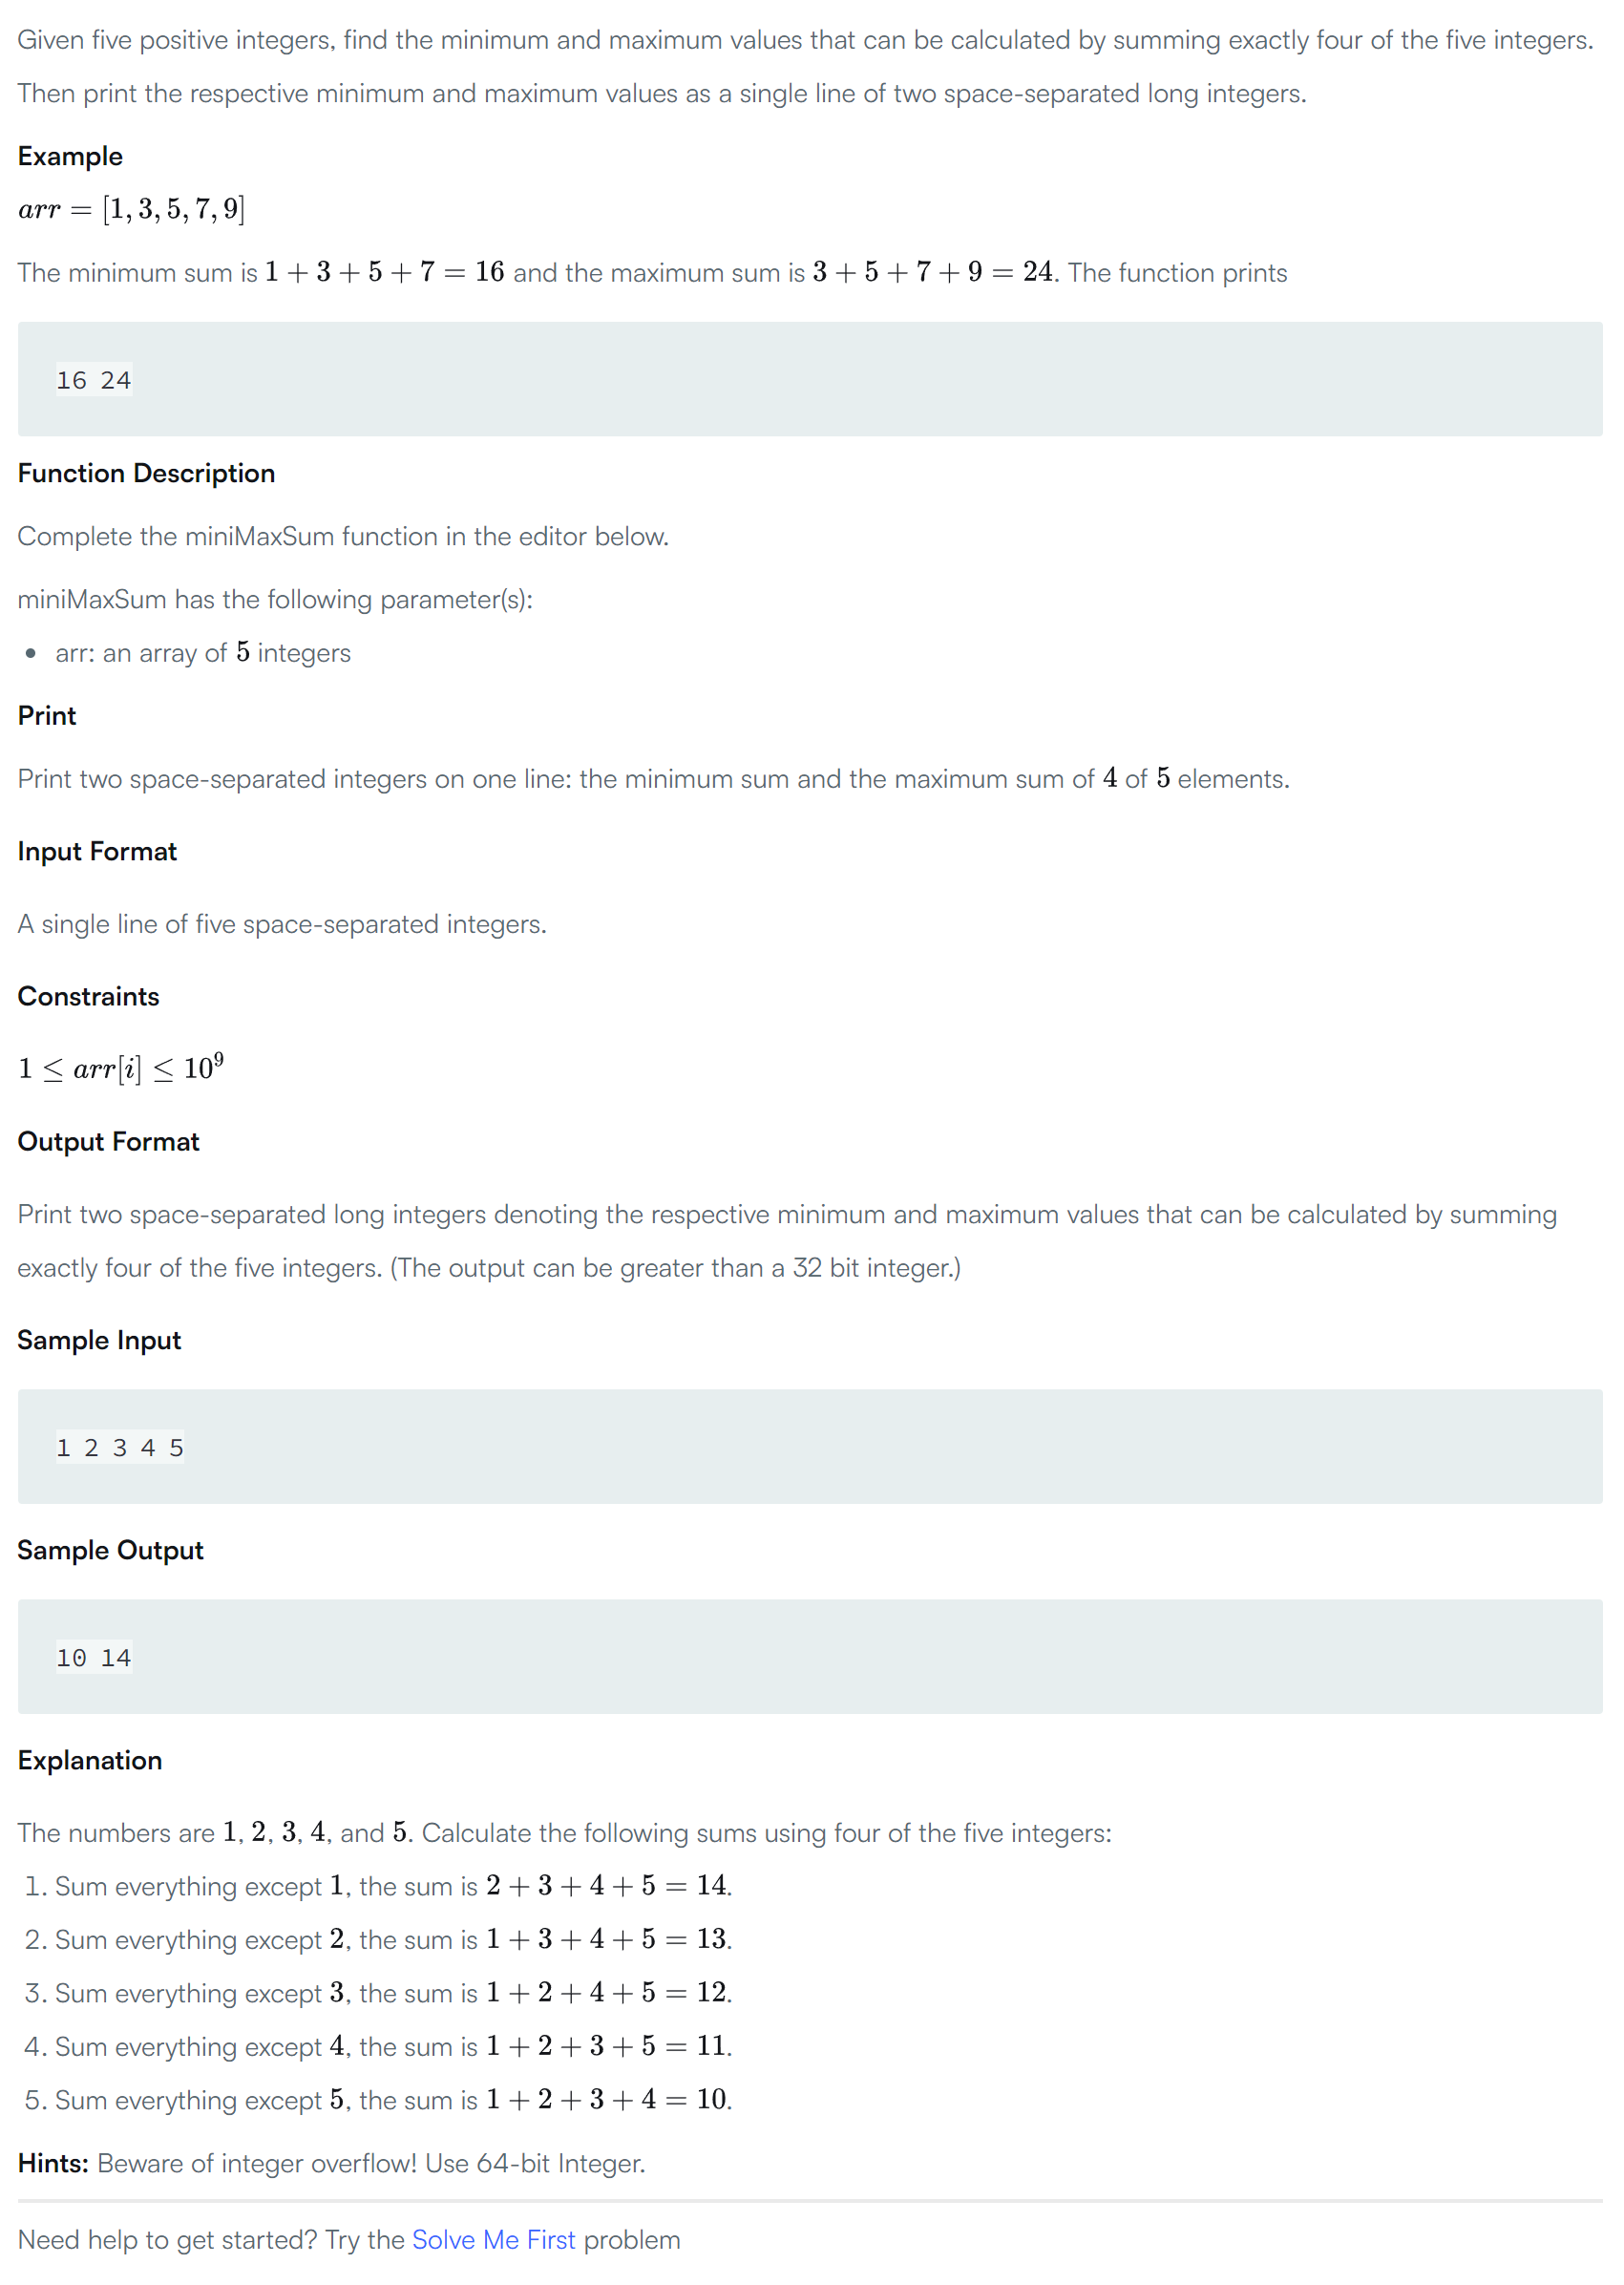 Given five positive integers, find the minimum and maximum values that can be calculated by summing exactly four of the five integers.
Then print the respective minimum and maximum values as a single line of two space-separated long integers.
Example
arr = [1, 3, 5, 7, 9]
The minimum sum is 1 + 3 + 5 + 7 = 16 and the maximum sum is 3 + 5 + 7 + 9 = 24. The function prints
16 24
Function Description
Complete the miniMaxSum function in the editor below.
miniMaxSum has the following parameter(s):
• arr: an array of 5 integers
Print
Print two space-separated integers on one line: the minimum sum and the maximum sum of 4 of 5 elements.
Input Format
A single line of five space-separated integers.
Constraints
1 ≤ arr[i] ≤ 10⁹
Output Format
Print two space-separated long integers denoting the respective minimum and maximum values that can be calculated by summing
exactly four of the five integers. (The output can be greater than a 32 bit integer.)
Sample Input
1 2 3 4 5
Sample Output
10 14
Explanation
The numbers are 1, 2, 3, 4, and 5. Calculate the following sums using four of the five integers:
1. Sum everything except 1, the sum is 2 + 3 + 4 + 5 = 14.
2. Sum everything except 2, the sum is 1 + 3 + 4 + 5 = 13.
3. Sum everything except 3, the sum is 1 + 2 + 4 + 5 = 12.
4. Sum everything except 4, the sum is 1 + 2 + 3 + 5 = 11.
5. Sum everything except 5, the sum is 1 + 2 + 3 + 4 = 10.
Hints: Beware of integer overflow! Use 64-bit Integer.
Need help to get started? Try the Solve Me First problem